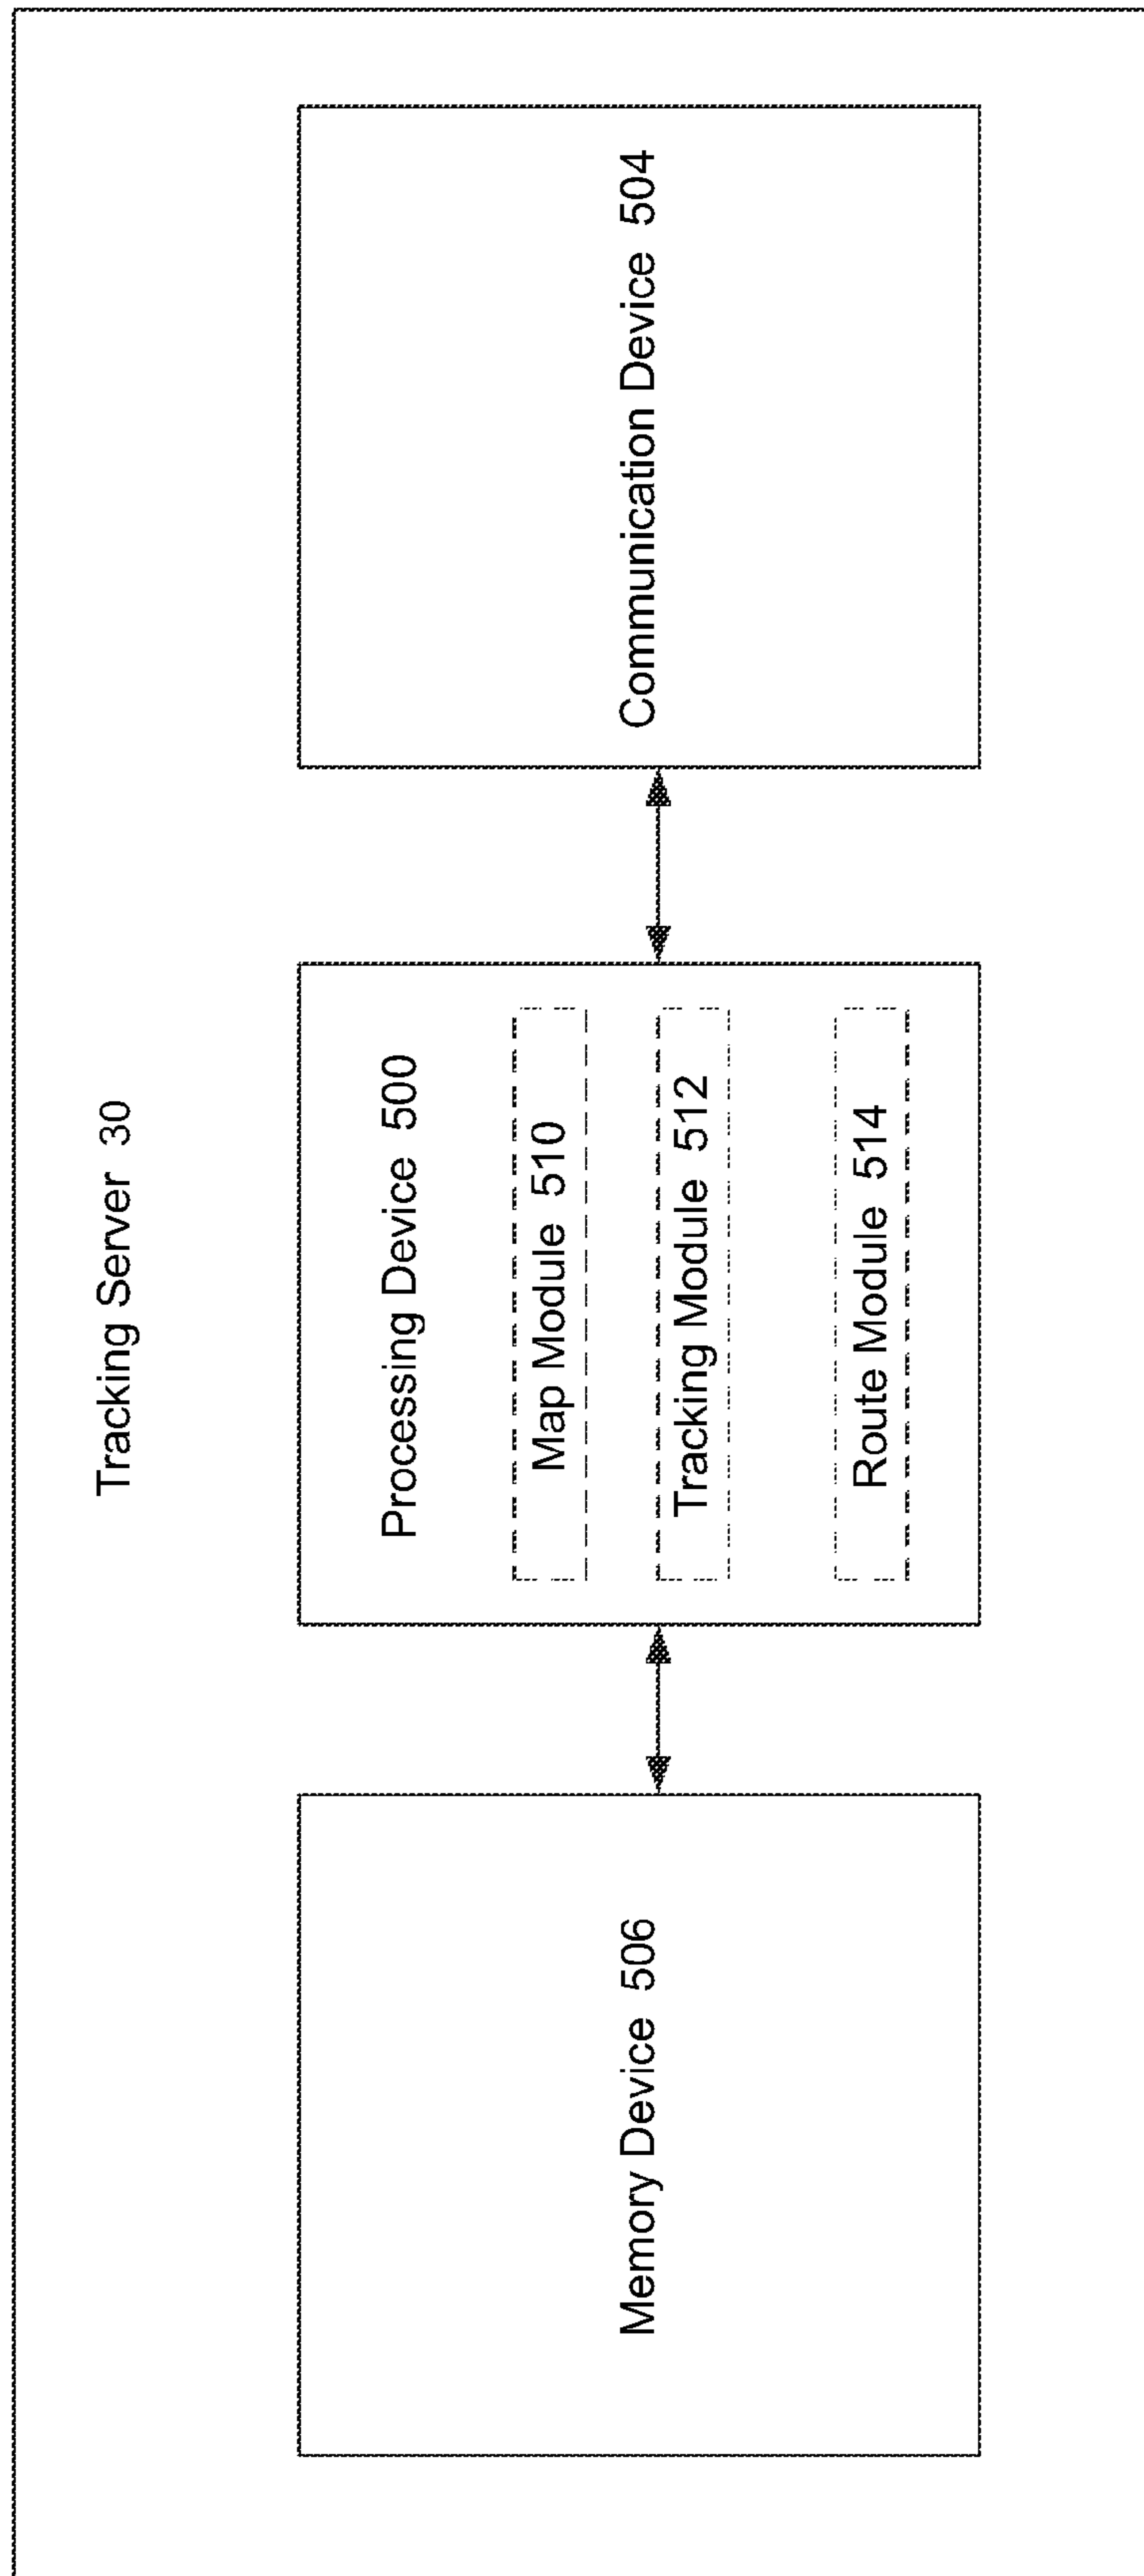 Tracking Server 30
Memory Device 506
Processing Device 500
Map Module 510
Tracking Module 512
Route Module 514
Communication Device 504